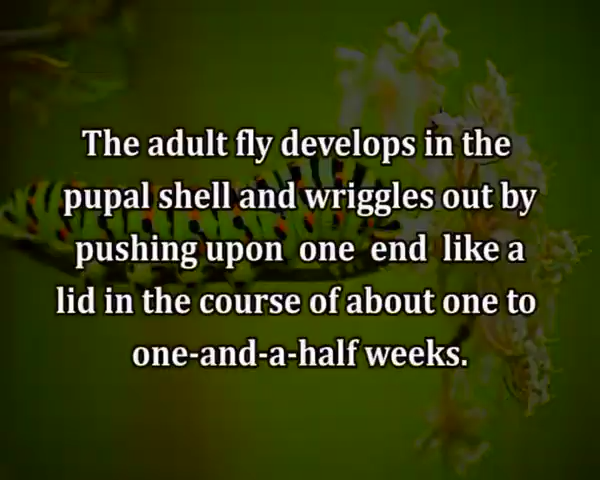 The adult fly develops in the
pupal shell and wriggles out by
pushing upon one end like a
lid in the course of about one to
one-and-a-half weeks.